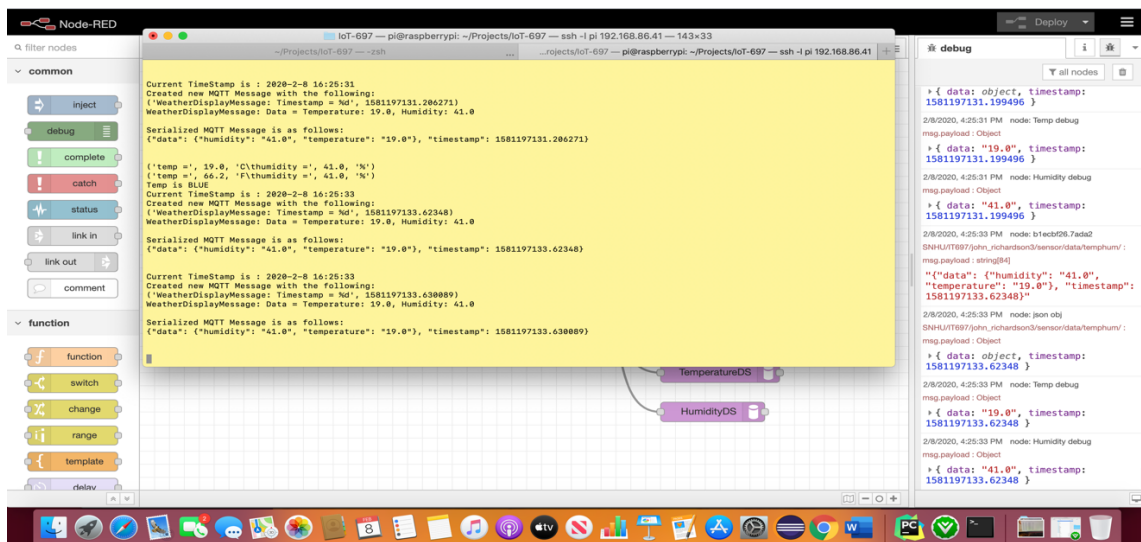 Node-RED
Deploy
IoT-697 — pi@raspberrypi: ~/Projects/IoT-697 — ssh -l pi 192.168.86.41 — 143×33
~/Projects/IoT-697 — -zsh
...
...rojects/IoT-697 — pi@raspberrypi: ~/Projects/IoT-697 — ssh -l pi 192.168.86.41
+
filter nodes
common
inject
debug
complete
catch
status
link in
link out
comment
function
function
switch
change
range
template
delay
Current TimeStamp is : 2020-2-8 16:25:31
Created new MQTT Message with the following:
('WeatherDisplayMessage: Timestamp = %d', 1581197131.206271)
WeatherDisplayMessage: Data = Temperature: 19.0, Humidity: 41.0
Serialized MQTT Message is as follows:
{"data": {"humidity": "41.0", "temperature": "19.0"}, "timestamp": 1581197131.206271}
('temp =', 19.0, 'C\thumidity =', 41.0, '%')
('temp =', 66.2, 'F\thumidity =', 41.0, '%')
Temp is BLUE
Current TimeStamp is : 2020-2-8 16:25:33
Created new MQTT Message with the following:
('WeatherDisplayMessage: Timestamp = %d', 1581197133.62348)
WeatherDisplayMessage: Data = Temperature: 19.0, Humidity: 41.0
Serialized MQTT Message is as follows:
{"data": {"humidity": "41.0", "temperature": "19.0"}, "timestamp": 1581197133.62348}
Current TimeStamp is : 2020-2-8 16:25:33
Created new MQTT Message with the following:
('WeatherDisplayMessage: Timestamp = %d', 1581197133.630089)
WeatherDisplayMessage: Data = Temperature: 19.0, Humidity: 41.0
Serialized MQTT Message is as follows:
{"data": {"humidity": "41.0", "temperature": "19.0"}, "timestamp": 1581197133.630089}
TemperatureDS
HumidityDS
debug
i
all nodes
{ data: object, timestamp:
1581197131.199496 }
2/8/2020, 4:25:31 PM node: Temp debug
msg.payload : Object
{ data: "19.0", timestamp:
1581197131.199496 }
2/8/2020, 4:25:31 PM node: Humidity debug
msg.payload : Object
{ data: "41.0", timestamp:
1581197131.199496 }
2/8/2020, 4:25:33 PM node: b1ecbf26.7ada2
SNHU/IT697/john_richardson3/sensor/data/temphum/ :
msg.payload : string[84]
"{"data": {"humidity": "41.0",
"temperature": "19.0"}, "timestamp":
1581197133.62348}"
2/8/2020, 4:25:33 PM node: json obj
SNHU/IT697/john_richardson3/sensor/data/temphum/ :
msg.payload : Object
{ data: object, timestamp:
1581197133.62348 }
2/8/2020, 4:25:33 PM node: Temp debug
msg.payload : Object
{ data: "19.0", timestamp:
1581197133.62348 }
2/8/2020, 4:25:33 PM node: Humidity debug
msg.payload : Object
{ data: "41.0", timestamp:
1581197133.62348 }
8
tv
W
PC